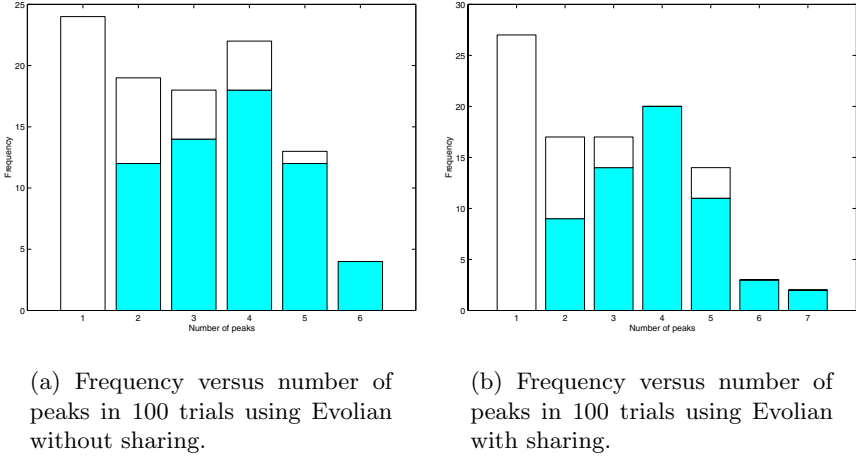 25
20
15
10
5
0
Frequency
1 2 3 4 5 6
Number of peaks
30
25
20
15
10
5
0
Frequency
1 2 3 4 5 6 7
Number of peaks
(a) Frequency versus number of
peaks in 100 trials using Evolian
without sharing.
(b) Frequency versus number of
peaks in 100 trials using Evolian
with sharing.